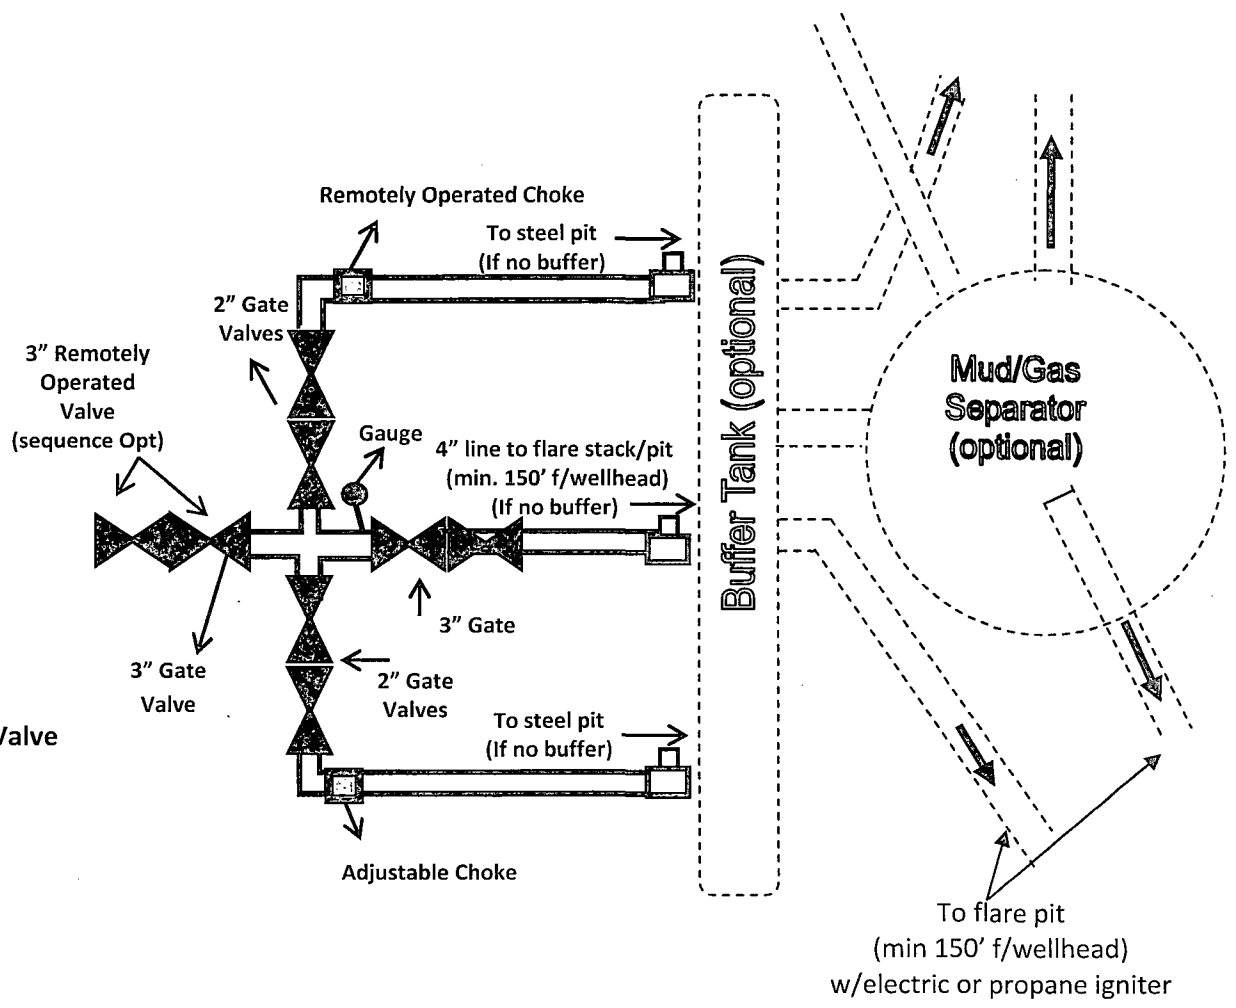 Remotely Operated Choke
To steel pit
(If no buffer)
2” Gate
Valves
3” Remotely
Operated
Valve
(sequence Opt)
Gauge
4” line to flare stack/pit
(min. 150’ f/wellhead)
(If no buffer)
Buffer Tank (optional)
Mud/Gas
Separator
(optional)
3” Gate
3” Gate
Valve
2” Gate
Valves
To steel pit
(If no buffer)
Valve
Adjustable Choke
To flare pit
(min 150’ f/wellhead)
w/electric or propane igniter